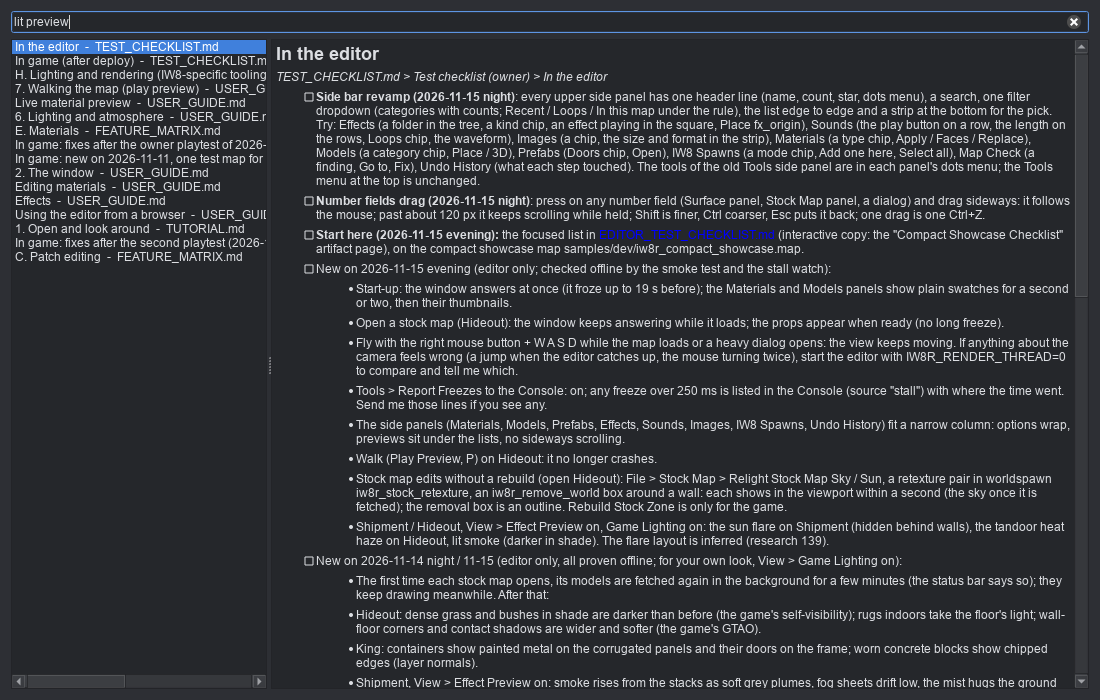 lit preview
In the editor - TEST_CHECKLIST.md
In game (after deploy) - TEST_CHECKLIST.m
H. Lighting and rendering (IW8-specific tooling
7. Walking the map (play preview) - USER_G
Live material preview - USER_GUIDE.md
6. Lighting and atmosphere - USER_GUIDE.r
E. Materials - FEATURE_MATRIX.md
In game: fixes after the owner playtest of 2026-
In game: new on 2026-11-11, one test map for
2. The window - USER_GUIDE.md
Editing materials - USER_GUIDE.md
Effects - USER_GUIDE.md
Using the editor from a browser - USER_GUID
1. Open and look around - TUTORIAL.md
In game: fixes after the second playtest (2026-
C. Patch editing - FEATURE_MATRIX.md
In the editor
TEST_CHECKLIST.md > Test checklist (owner) > In the editor
Side bar revamp (2026-11-15 night): every upper side panel has one header line (name, count, star, dots menu), a search, one filter
dropdown (categories with counts; Recent / Loops / In this map under the rule), the list edge to edge and a strip at the bottom for the pick.
Try: Effects (a folder in the tree, a kind chip, an effect playing in the square, Place fx_origin), Sounds (the play button on a row, the length on
the rows, Loops chip, the waveform), Images (a chip, the size and format in the strip), Materials (a type chip, Apply / Faces / Replace),
Models (a category chip, Place / 3D), Prefabs (Doors chip, Open), IW8 Spawns (a mode chip, Add one here, Select all), Map Check (a
finding, Go to, Fix), Undo History (what each step touched). The tools of the old Tools side panel are in each panel's dots menu; the Tools
menu at the top is unchanged.
Number fields drag (2026-11-15 night): press on any number field (Surface panel, Stock Map panel, a dialog) and drag sideways: it follows
the mouse; past about 120 px it keeps scrolling while held; Shift is finer, Ctrl coarser, Esc puts it back; one drag is one Ctrl+Z.
Start here (2026-11-15 evening): the focused list in EDITOR_TEST_CHECKLIST.md (interactive copy: the "Compact Showcase Checklist"
artifact page), on the compact showcase map samples/dev/iw8r_compact_showcase.map.
New on 2026-11-15 evening (editor only; checked offline by the smoke test and the stall watch):
• Start-up: the window answers at once (it froze up to 19 s before); the Materials and Models panels show plain swatches for a second
or two, then their thumbnails.
• Open a stock map (Hideout): the window keeps answering while it loads; the props appear when ready (no long freeze).
• Fly with the right mouse button + W A S D while the map loads or a heavy dialog opens: the view keeps moving. If anything about the
camera feels wrong (a jump when the editor catches up, the mouse turning twice), start the editor with IW8R_RENDER_THREAD=0
to compare and tell me which.
• Tools > Report Freezes to the Console: on; any freeze over 250 ms is listed in the Console (source "stall") with where the time went.
Send me those lines if you see any.
• The side panels (Materials, Models, Prefabs, Effects, Sounds, Images, IW8 Spawns, Undo History) fit a narrow column: options wrap,
previews sit under the lists, no sideways scrolling.
• Walk (Play Preview, P) on Hideout: it no longer crashes.
• Stock map edits without a rebuild (open Hideout): File > Stock Map > Relight Stock Map Sky / Sun, a retexture pair in worldspawn
iw8r_stock_retexture, an iw8r_remove_world box around a wall: each shows in the viewport within a second (the sky once it is
fetched); the removal box is an outline. Rebuild Stock Zone is only for the game.
• Shipment / Hideout, View > Effect Preview on, Game Lighting on: the sun flare on Shipment (hidden behind walls), the tandoor heat
haze on Hideout, lit smoke (darker in shade). The flare layout is inferred (research 139).
New on 2026-11-14 night / 11-15 (editor only, all proven offline; for your own look, View > Game Lighting on):
• The first time each stock map opens, its models are fetched again in the background for a few minutes (the status bar says so); they
keep drawing meanwhile. After that:
• Hideout: dense grass and bushes in shade are darker than before (the game's self-visibility); rugs indoors take the floor's light; wall-
floor corners and contact shadows are wider and softer (the game's GTAO).
• King: containers show painted metal on the corrugated panels and their doors on the frame; worn concrete blocks show chipped
edges (layer normals).
• Shipment, View > Effect Preview on: smoke rises from the stacks as soft grey plumes, fog sheets drift low, the mist hugs the ground